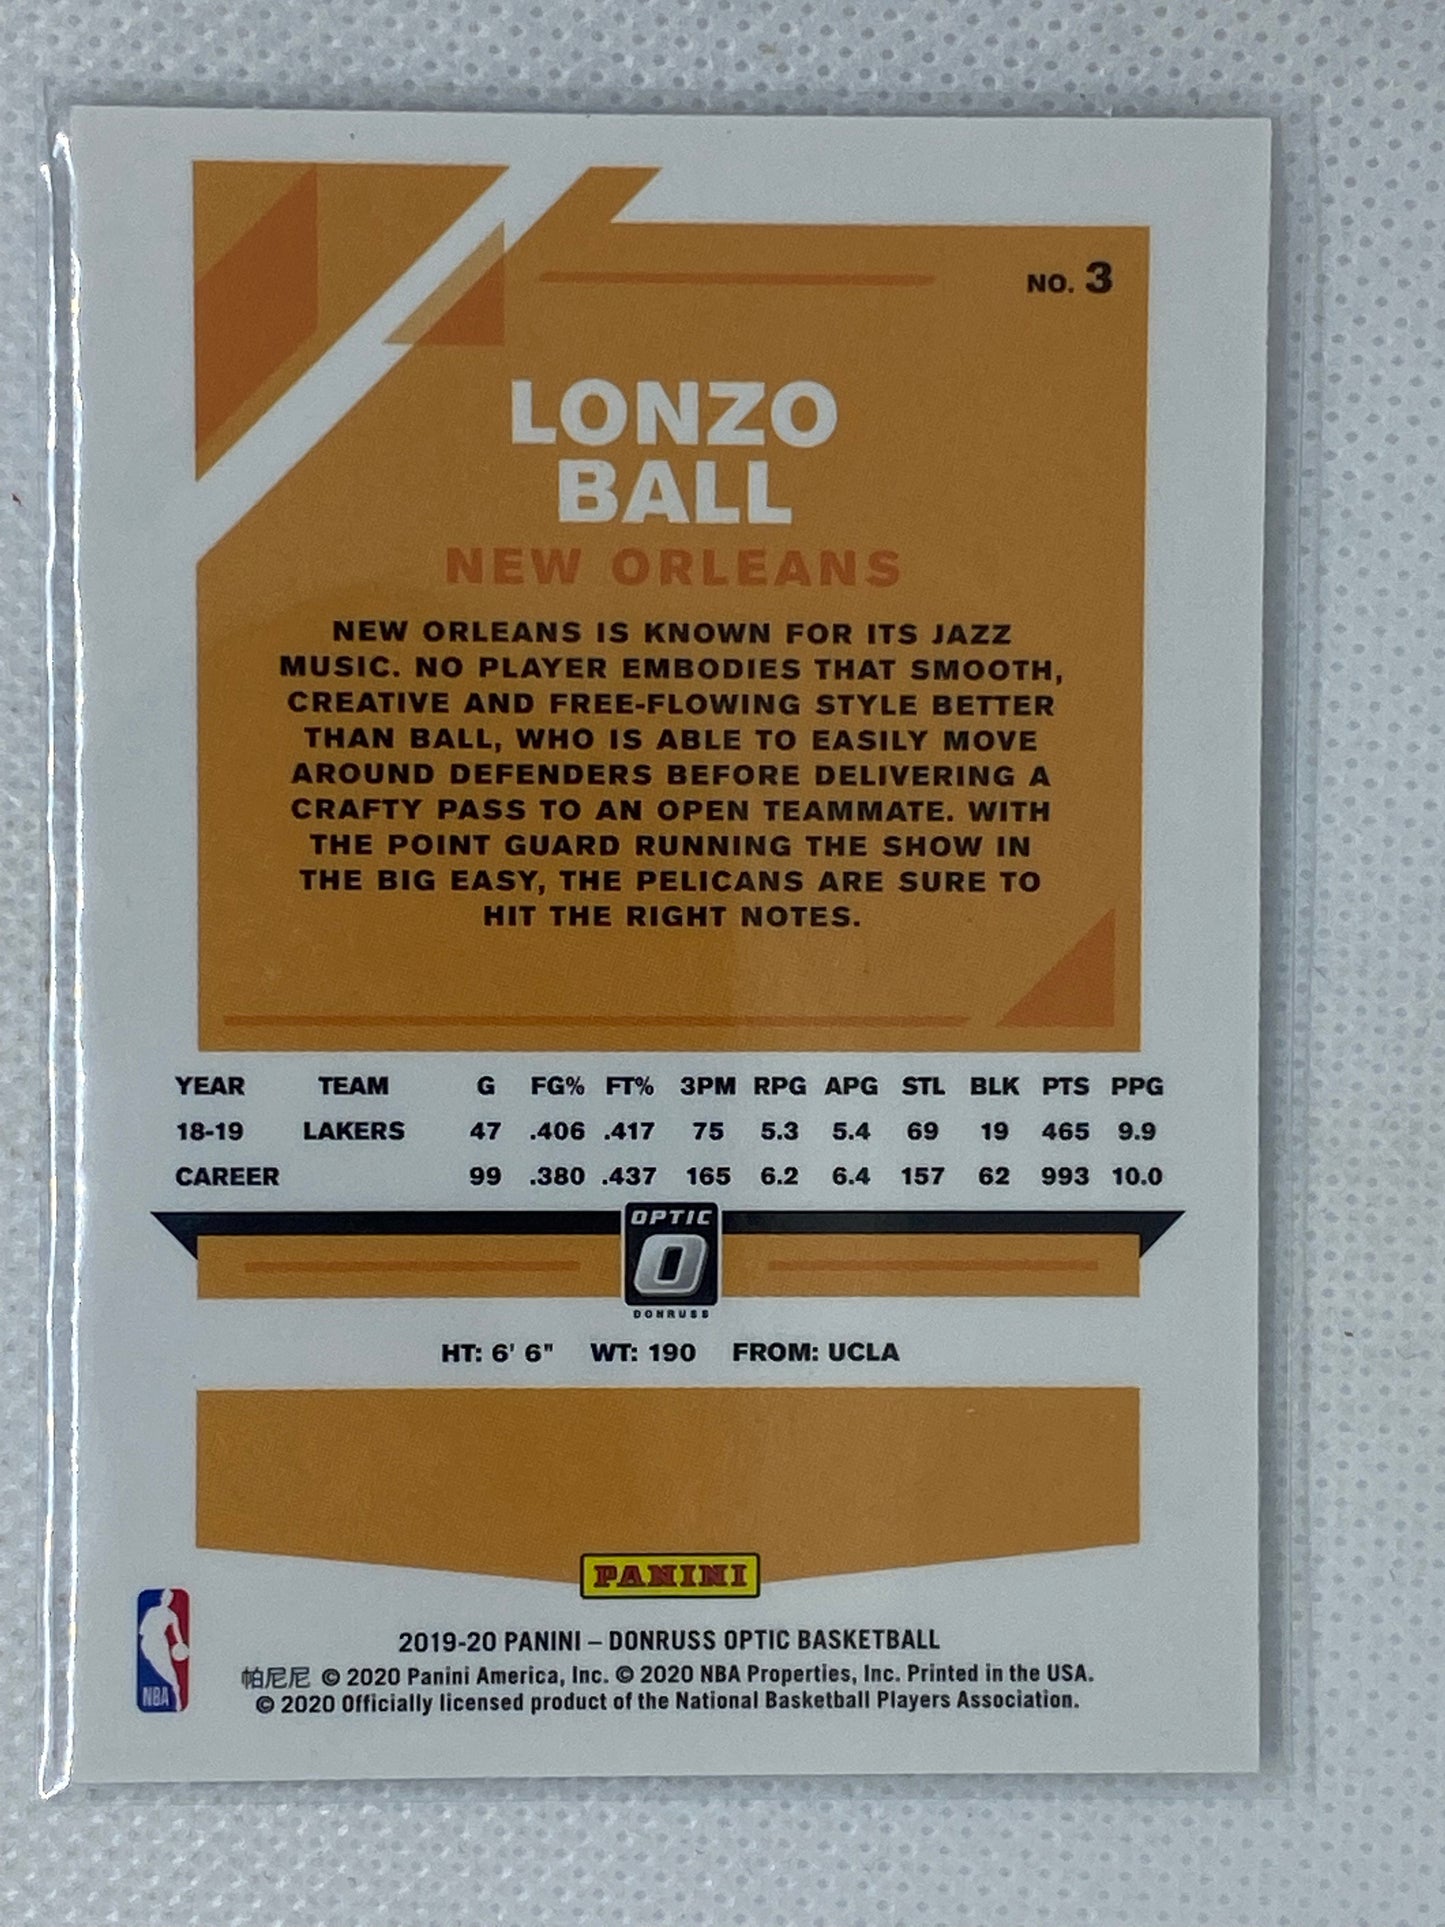 NO. 3
LONZO
BALL
NEW ORLEANS
NEW ORLEANS IS KNOWN FOR ITS JAZZ
MUSIC. NO PLAYER EMBODIES THAT SMOOTH,
CREATIVE AND FREE-FLOWING STYLE BETTER
THAN BALL, WHO IS ABLE TO EASILY MOVE
AROUND DEFENDERS BEFORE DELIVERING A
CRAFTY PASS TO AN OPEN TEAMMATE. WITH
THE POINT GUARD RUNNING THE SHOW IN
THE BIG EASY, THE PELICANS ARE SURE TO
HIT THE RIGHT NOTES.
YEAR TEAM G FG% FT% 3PM RPG APG STL BLK PTS PPG
18-19 LAKERS 47 .406 .417 75 5.3 5.4 69 19 465 9.9
CAREER 99 .380 .437 165 6.2 6.4 157 62 993 10.0
OPTIC
O
DONRUSS
HT: 6' 6" WT: 190 FROM: UCLA
PANINI
NBA
2019-20 PANINI – DONRUSS OPTIC BASKETBALL
帕尼尼 © 2020 Panini America, Inc. © 2020 NBA Properties, Inc. Printed in the USA.
© 2020 Officially licensed product of the National Basketball Players Association.